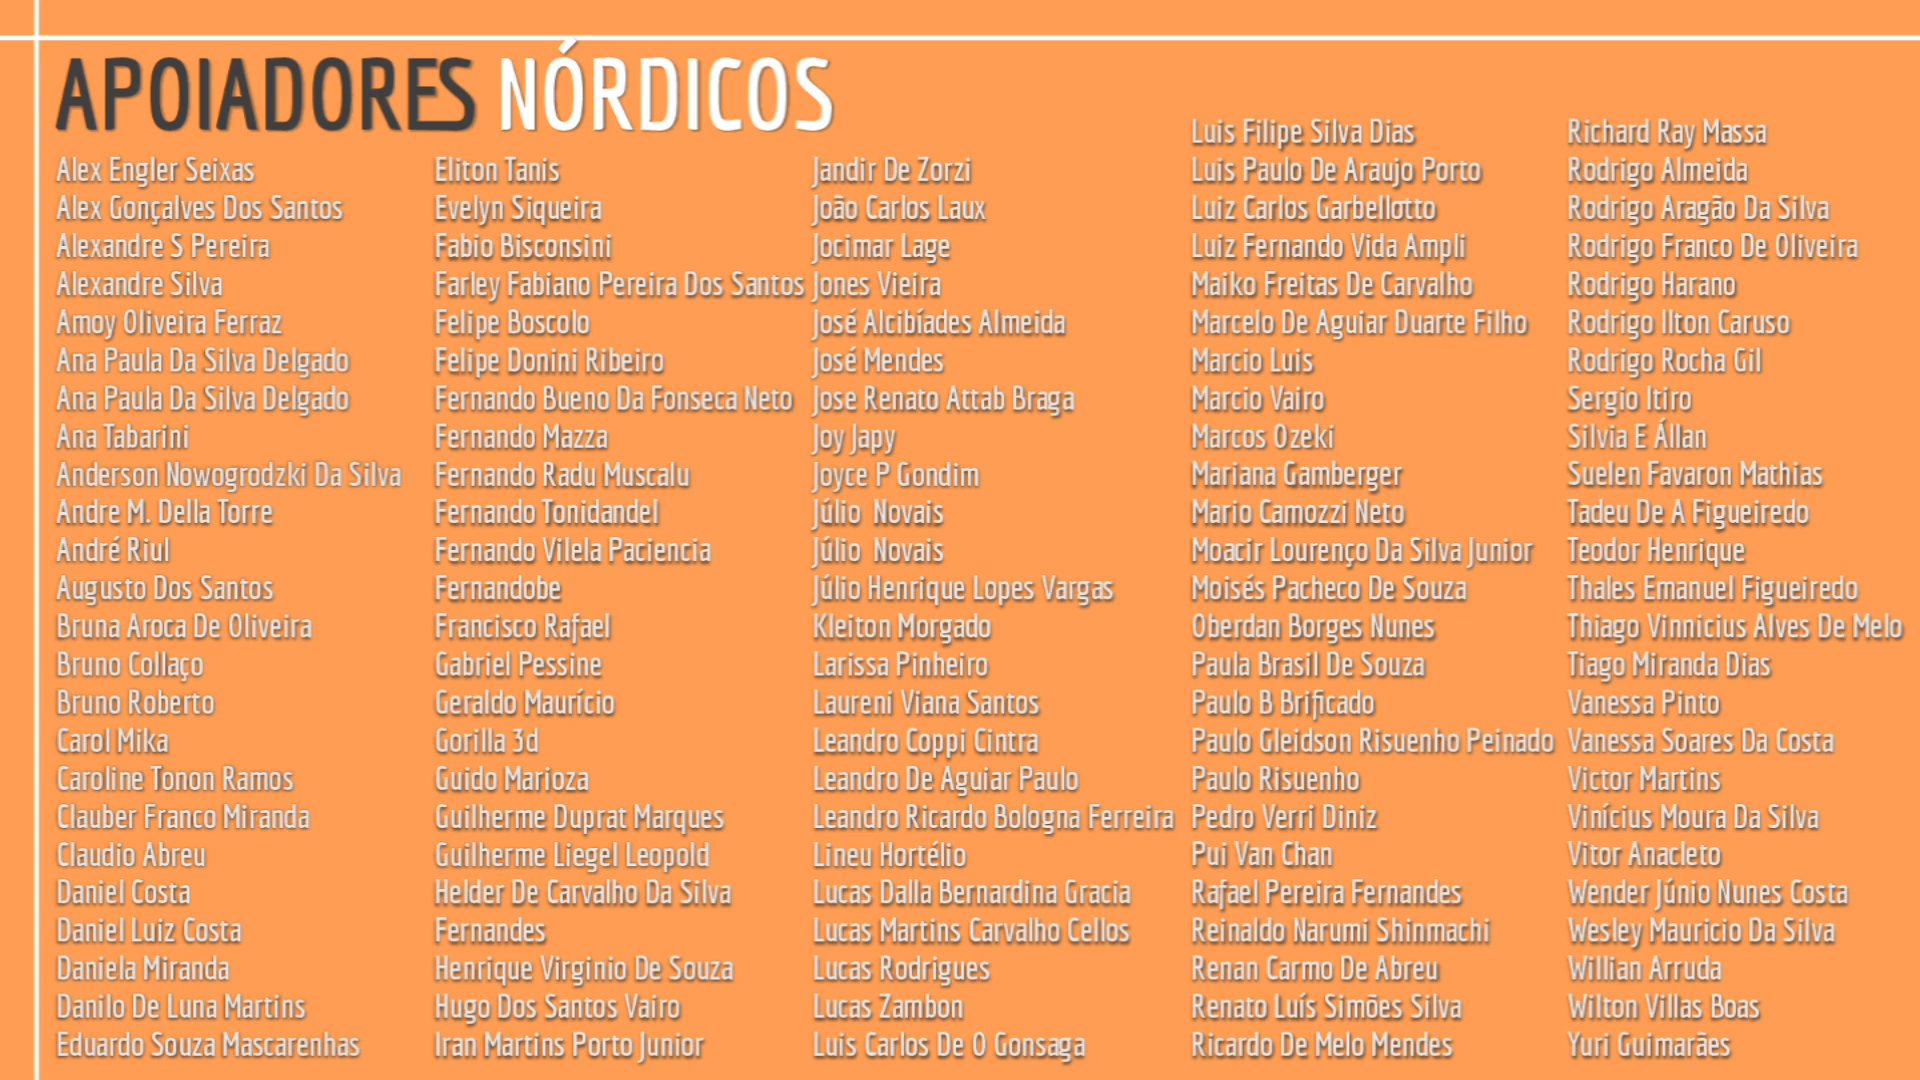 APOIADORES NÓRDICOS
Alex Engler Seixas
Alex Gonçalves Dos Santos
Alexandre S Pereira
Alexandre Silva
Amoy Oliveira Ferraz
Ana Paula Da Silva Delgado
Ana Paula Da Silva Delgado
Ana Tabarini
Anderson Nowogrodzki Da Silva
Andre M. Della Torre
André Riul
Augusto Dos Santos
Bruna Aroca De Oliveira
Bruno Collaço
Bruno Roberto
Carol Mika
Caroline Tonon Ramos
Clauber Franco Miranda
Claudio Abreu
Daniel Costa
Daniel Luiz Costa
Daniela Miranda
Danilo De Luna Martins
Eduardo Souza Mascarenhas
Eliton Tanis
Evelyn Siqueira
Fabio Bisconsini
Farley Fabiano Pereira Dos Santos
Felipe Boscolo
Felipe Donini Ribeiro
Fernando Bueno Da Fonseca Neto
Fernando Mazza
Fernando Radu Muscalu
Fernando Tonidandel
Fernando Vilela Paciencia
Fernandobe
Francisco Rafael
Gabriel Pessine
Geraldo Maurício
Gorilla 3d
Guido Marioza
Guilherme Duprat Marques
Guilherme Liegel Leopold
Helder De Carvalho Da Silva
Fernandes
Henrique Virginio De Souza
Hugo Dos Santos Vairo
Iran Martins Porto Junior
Jandir De Zorzi
João Carlos Laux
Jocimar Lage
Jones Vieira
José Alcibíades Almeida
José Mendes
Jose Renato Attab Braga
Joy Japy
Joyce P Gondim
Júlio  Novais
Júlio  Novais
Júlio Henrique Lopes Vargas
Kleiton Morgado
Larissa Pinheiro
Laureni Viana Santos
Leandro Coppi Cintra
Leandro De Aguiar Paulo
Leandro Ricardo Bologna Ferreira
Lineu Hortélio
Lucas Dalla Bernardina Gracia
Lucas Martins Carvalho Cellos
Lucas Rodrigues
Lucas Zambon
Luis Carlos De O Gonsaga
Luis Filipe Silva Dias
Luis Paulo De Araujo Porto
Luiz Carlos Garbellotto
Luiz Fernando Vida Ampli
Maiko Freitas De Carvalho
Marcelo De Aguiar Duarte Filho
Marcio Luis
Marcio Vairo
Marcos Ozeki
Mariana Gamberger
Mario Camozzi Neto
Moacir Lourenço Da Silva Junior
Moisés Pacheco De Souza
Oberdan Borges Nunes
Paula Brasil De Souza
Paulo B Brificado
Paulo Gleidson Risuenho Peinado
Paulo Risuenho
Pedro Verri Diniz
Pui Van Chan
Rafael Pereira Fernandes
Reinaldo Narumi Shinmachi
Renan Carmo De Abreu
Renato Luís Simões Silva
Ricardo De Melo Mendes
Richard Ray Massa
Rodrigo Almeida
Rodrigo Aragão Da Silva
Rodrigo Franco De Oliveira
Rodrigo Harano
Rodrigo Ilton Caruso
Rodrigo Rocha Gil
Sergio Itiro
Silvia E Állan
Suelen Favaron Mathias
Tadeu De A Figueiredo
Teodor Henrique
Thales Emanuel Figueiredo
Thiago Vinnicius Alves De Melo
Tiago Miranda Dias
Vanessa Pinto
Vanessa Soares Da Costa
Victor Martins
Vinícius Moura Da Silva
Vitor Anacleto
Wender Júnio Nunes Costa
Wesley Mauricio Da Silva
Willian Arruda
Wilton Villas Boas
Yuri Guimarães